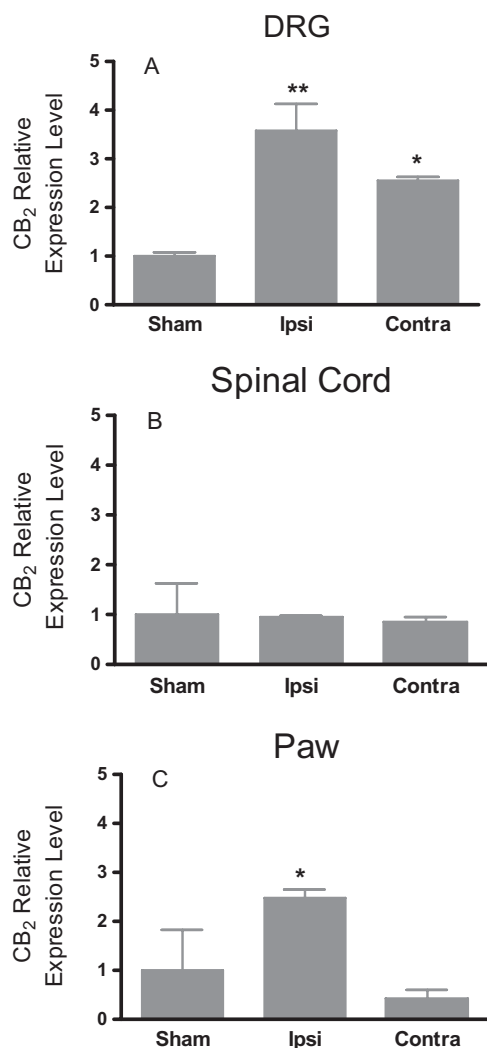 DRG
A
CB₂ Relative
Expression Level
5
4
3
2
1
0
**
*
Sham Ipsi Contra
Spinal Cord
B
CB₂ Relative
Expression Level
5
4
3
2
1
0
Sham Ipsi Contra
Paw
C
CB₂ Relative
Expression Level
5
4
3
2
1
0
*
Sham Ipsi Contra